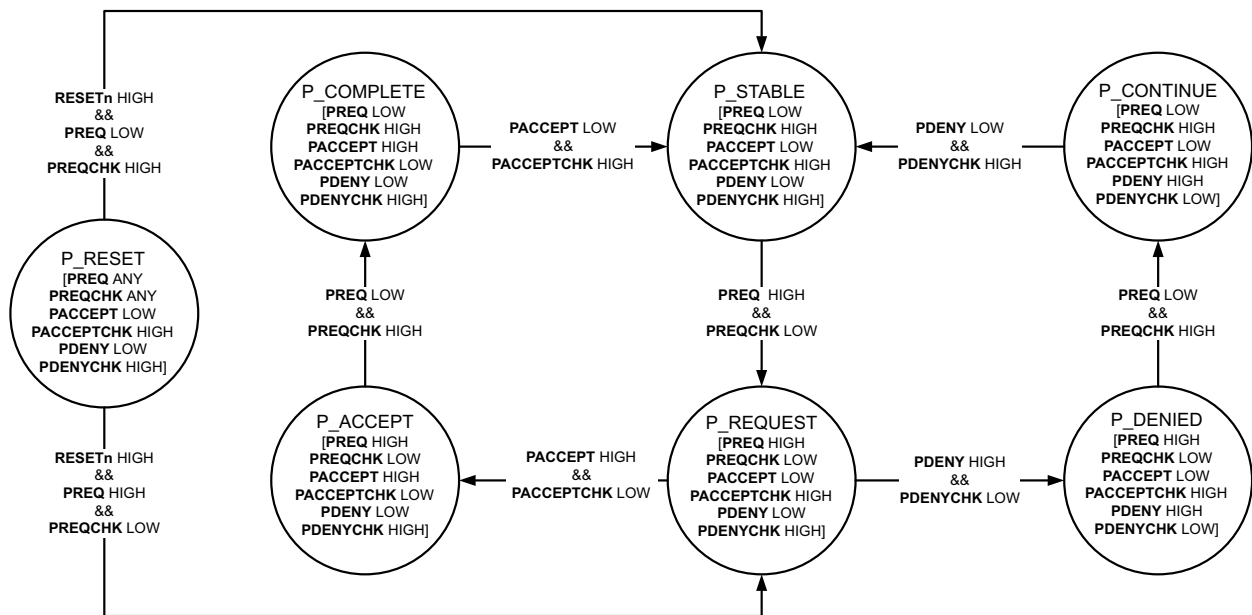 RESETn HIGH
&&
PREQ LOW
&&
PREQCHK HIGH
P_RESET
[PREQ ANY
PREQCHK ANY
PACCEPT LOW
PACCEPTCHK HIGH
PDENY LOW
PDENYCHK HIGH]
RESETn HIGH
&&
PREQ HIGH
&&
PREQCHK LOW
P_COMPLETE
[PREQ LOW
PREQCHK HIGH
PACCEPT HIGH
PACCEPTCHK LOW
PDENY LOW
PDENYCHK HIGH]
PACCEPT LOW
&&
PACCEPTCHK HIGH
P_STABLE
[PREQ LOW
PREQCHK HIGH
PACCEPT LOW
PACCEPTCHK HIGH
PDENY LOW
PDENYCHK HIGH]
PDENY LOW
&&
PDENYCHK HIGH
P_CONTINUE
[PREQ LOW
PREQCHK HIGH
PACCEPT LOW
PACCEPTCHK HIGH
PDENY HIGH
PDENYCHK LOW]
PREQ LOW
&&
PREQCHK HIGH
PREQ HIGH
&&
PREQCHK LOW
PREQ LOW
&&
PREQCHK HIGH
P_ACCEPT
[PREQ HIGH
PREQCHK LOW
PACCEPT HIGH
PACCEPTCHK LOW
PDENY LOW
PDENYCHK HIGH]
PACCEPT HIGH
&&
PACCEPTCHK LOW
P_REQUEST
[PREQ HIGH
PREQCHK LOW
PACCEPT LOW
PACCEPTCHK HIGH
PDENY LOW
PDENYCHK HIGH]
PDENY HIGH
&&
PDENYCHK LOW
P_DENIED
[PREQ HIGH
PREQCHK LOW
PACCEPT LOW
PACCEPTCHK HIGH
PDENY HIGH
PDENYCHK LOW]